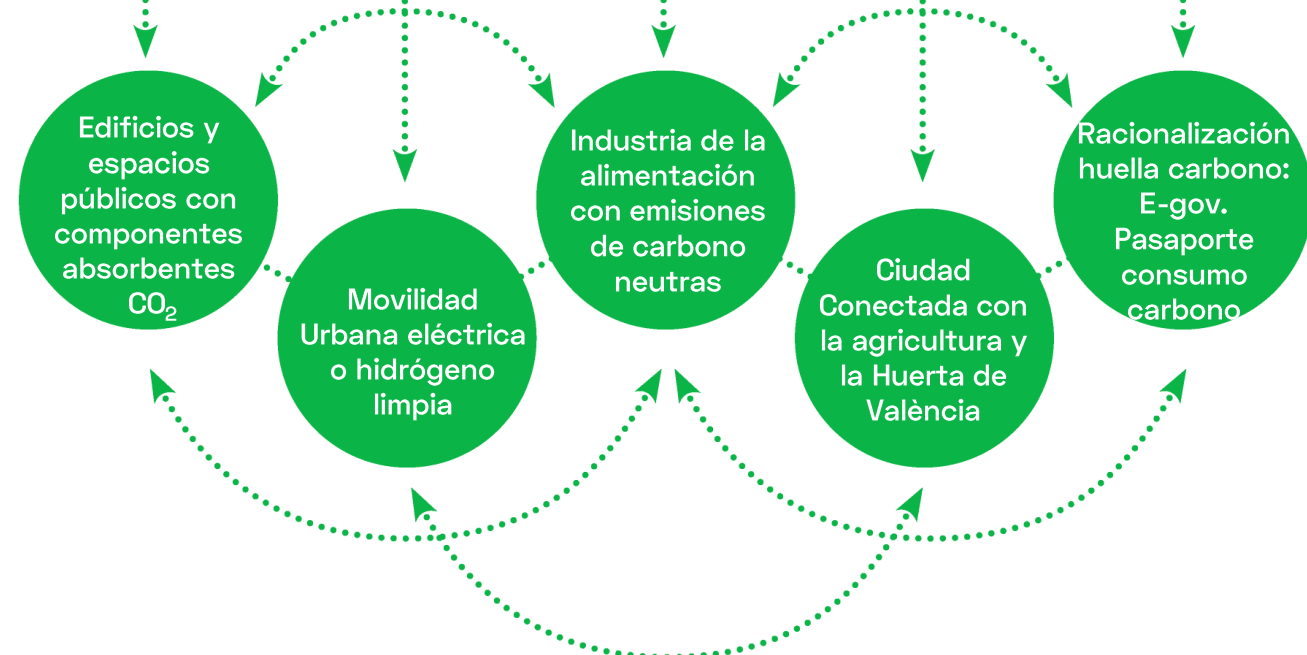 Edificios y
espacios
públicos con
componentes
absorbentes
CO₂
Movilidad
Urbana eléctrica
o hidrógeno
limpia
Industria de la
alimentación
con emisiones
de carbono
neutras
Ciudad
Conectada con
la agricultura y
la Huerta de
València
Racionalización
huella carbono:
E-gov.
Pasaporte
consumo
carbono